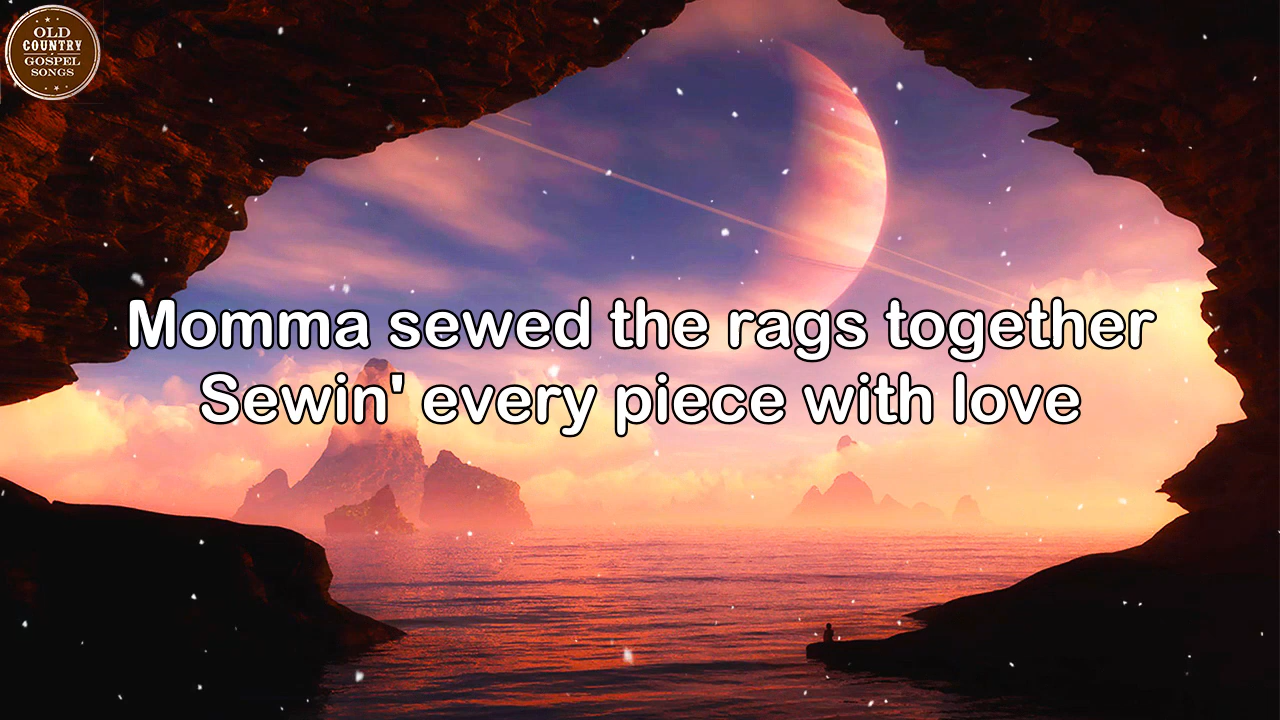 OLD
COUNTRY
GOSPEL
SONGS
Momma sewed the rags together
Sewin' every piece with love